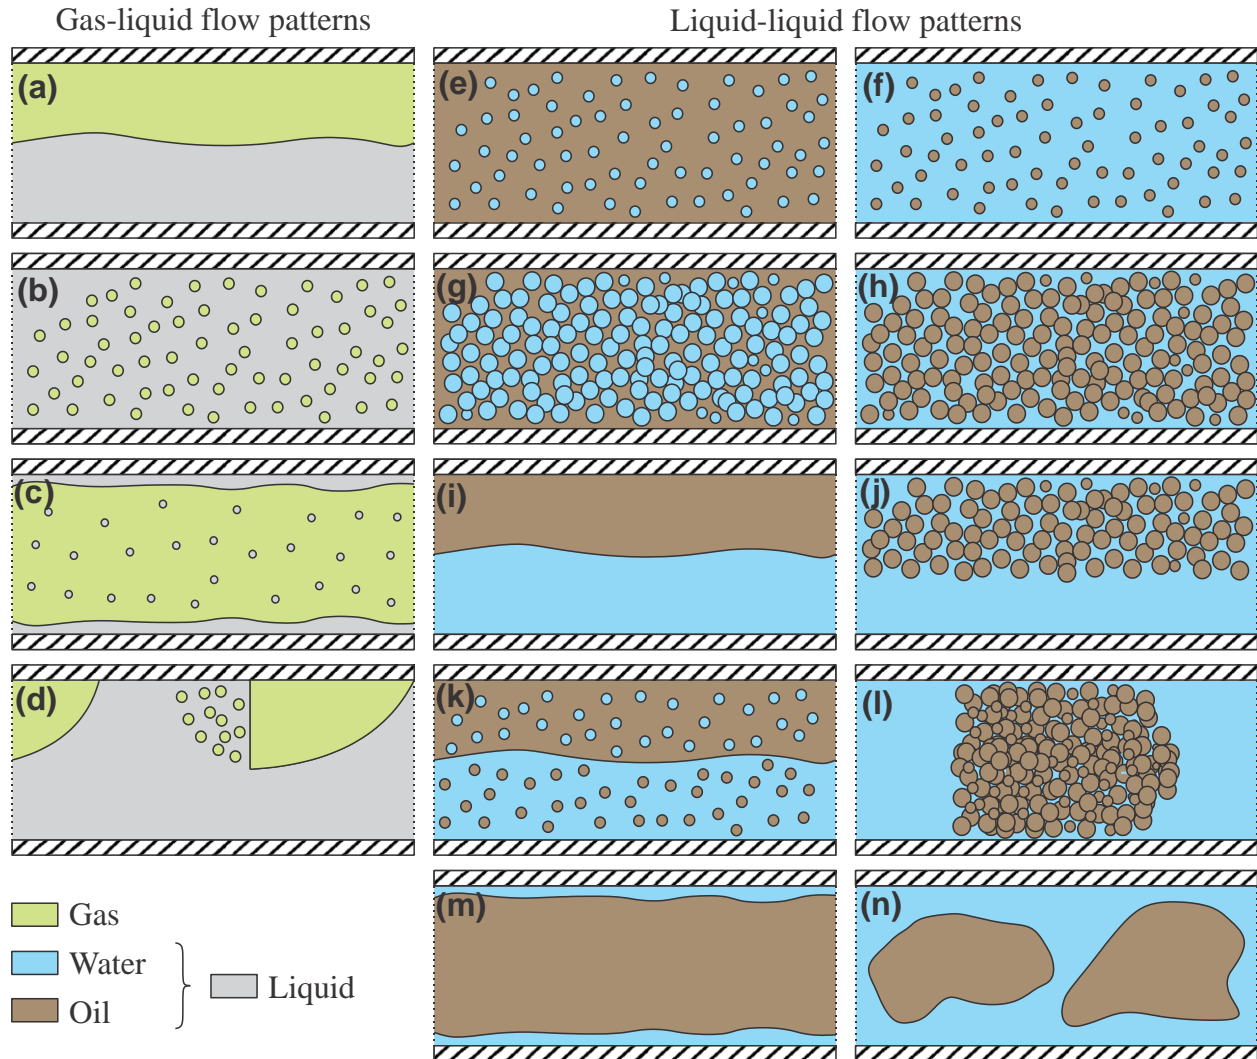 Gas-liquid flow patterns
Liquid-liquid flow patterns
(a)
(e)
(f)
(b)
(g)
(h)
(c)
(i)
(j)
(d)
(k)
(l)
(m)
(n)
Gas
Water
Oil
Liquid